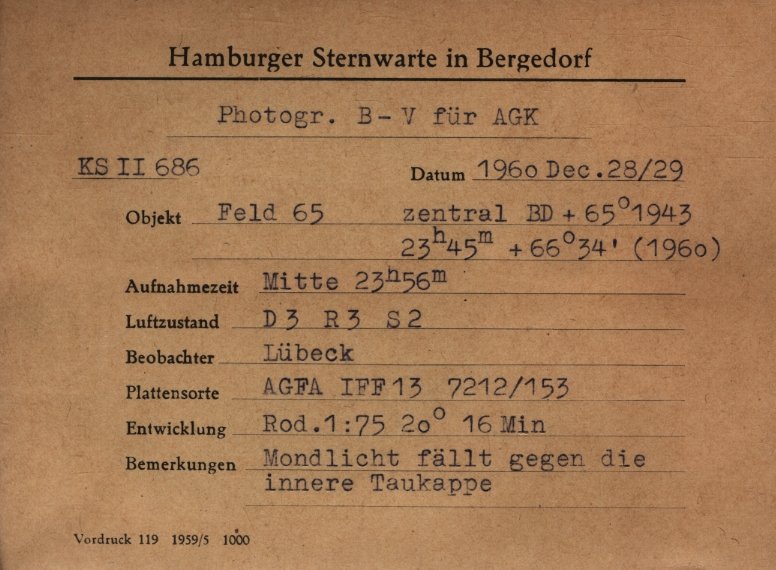 Hamburger Sternwarte in Bergedorf
Photogr. B - V für AGK
KS II 686 Datum 1960 Dec.28/29
Objekt Feld 65 zentral BD + 65°1943
23ʰ45ᵐ +66°34' (1960)
Aufnahmezeit Mitte 23ʰ56ᵐ
Luftzustand D 3 R 3 S 2
Beobachter Lübeck
Plattensorte AGFA IFF 13 7212/153
Entwicklung Rod.1:75 20° 16 Min
Bemerkungen Mondlicht fällt gegen die
innere Taukappe
Vordruck 119 1959/5 1000